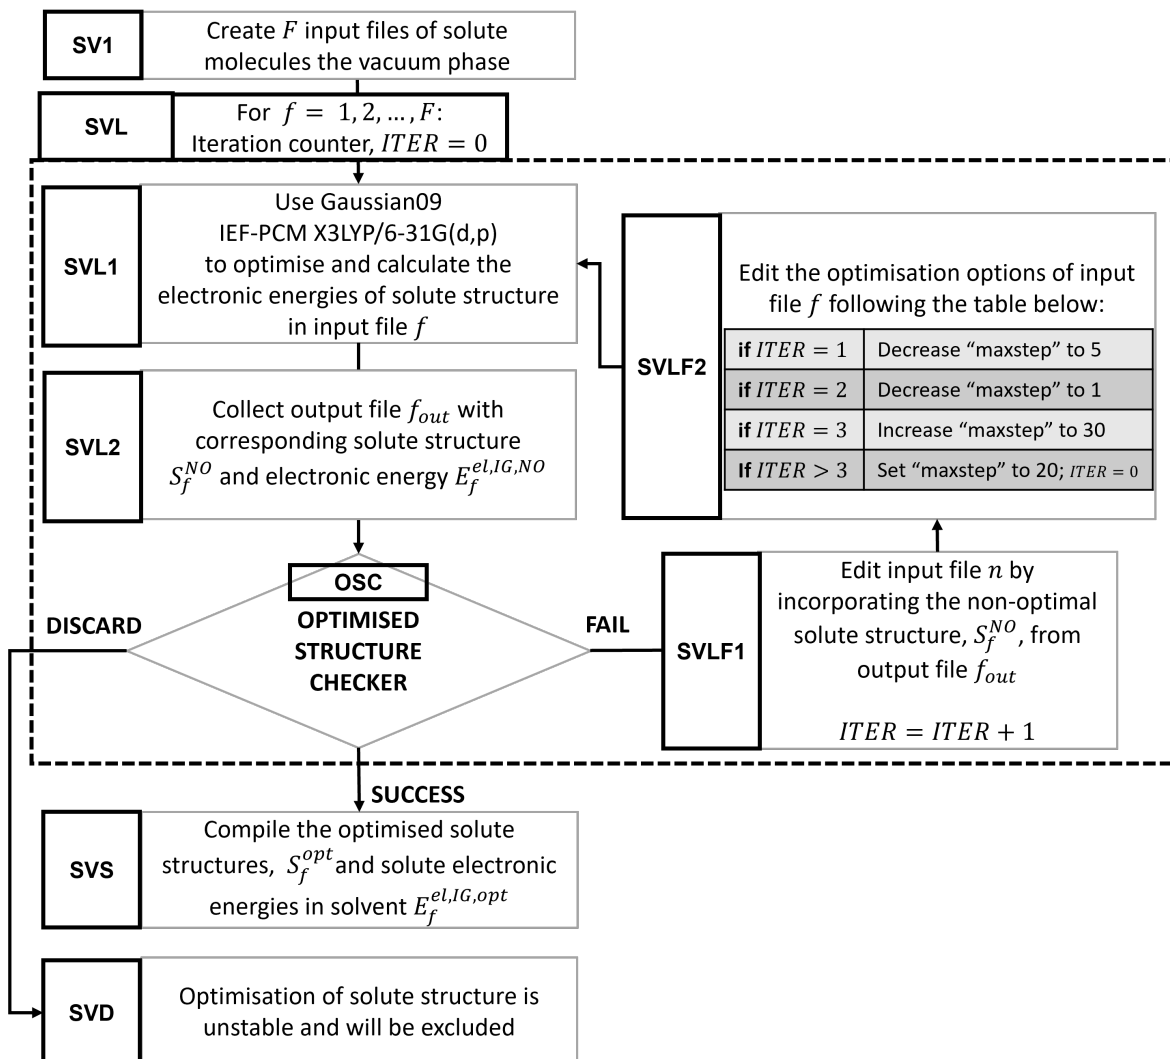 SV1
Create F input files of solute
molecules the vacuum phase
SVL
For f = 1,2, …, F:
Iteration counter, ITER = 0
SVL1
Use Gaussian09
IEF-PCM X3LYP/6-31G(d,p)
to optimise and calculate the
electronic energies of solute structure
in input file f
SVL2
Collect output file f_{out} with
corresponding solute structure
S_f^{NO} and electronic energy E_f^{el,IG,NO}
OSC
OPTIMISED
STRUCTURE
CHECKER
DISCARD
FAIL
SUCCESS
SVLF1
Edit input file n by
incorporating the non-optimal
solute structure, S_f^{NO}, from
output file f_{out}
ITER = ITER + 1
SVLF2
Edit the optimisation options of input
file f following the table below:
if ITER = 1 Decrease “maxstep” to 5
if ITER = 2 Decrease “maxstep” to 1
if ITER = 3 Increase “maxstep” to 30
If ITER > 3 Set “maxstep” to 20; ITER = 0
SVS
Compile the optimised solute
structures, S_f^{opt} and solute electronic
energies in solvent E_f^{el,IG,opt}
SVD
Optimisation of solute structure is
unstable and will be excluded